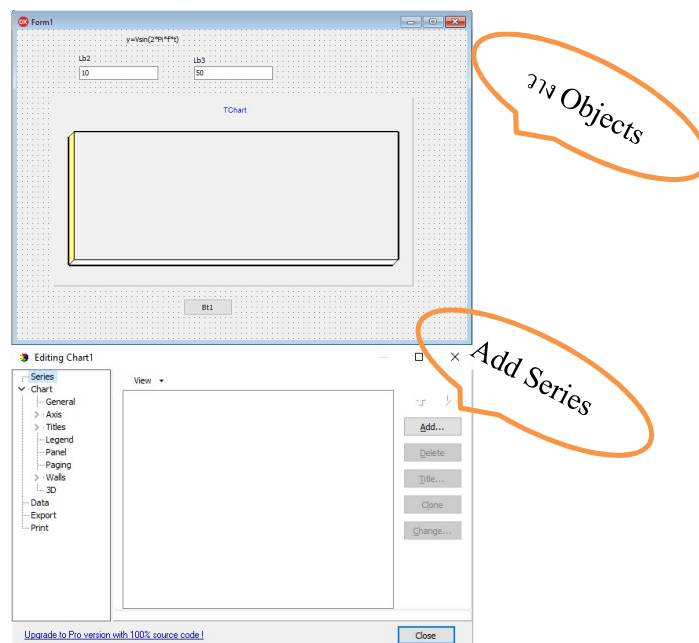 Form1
y=Vsin(2*Pi*f*t)
Lb2
Lb3
10
50
TChart
Bt1
วาง Objects
Editing Chart1
Add Series
Series
Chart
General
Axis
Titles
Legend
Panel
Paging
Walls
3D
Data
Export
Print
View
Add...
Delete
Title...
Clone
Change...
Upgrade to Pro version with 100% source code !
Close